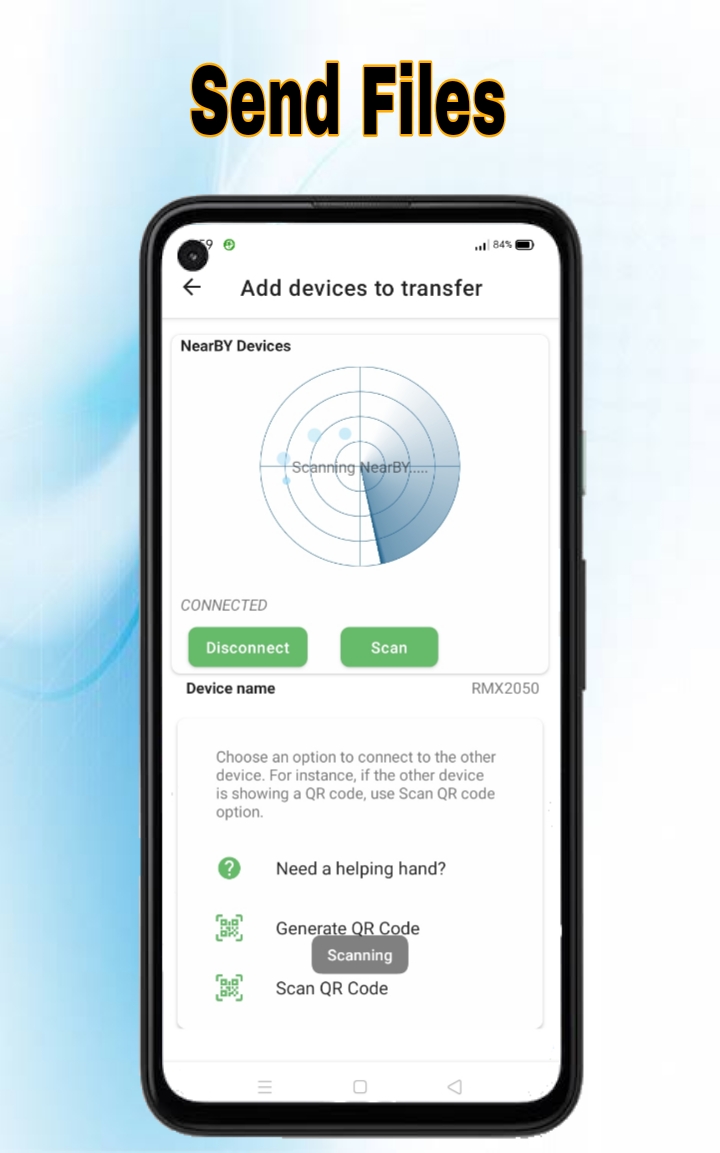 Send Files
59
84%
Add devices to transfer
NearBY Devices
Scanning NearBY.....
CONNECTED
Disconnect
Scan
Device name
RMX2050
Choose an option to connect to the other
device. For instance, if the other device
is showing a QR code, use Scan QR code
option.
Need a helping hand?
Generate QR Code
Scanning
Scan QR Code